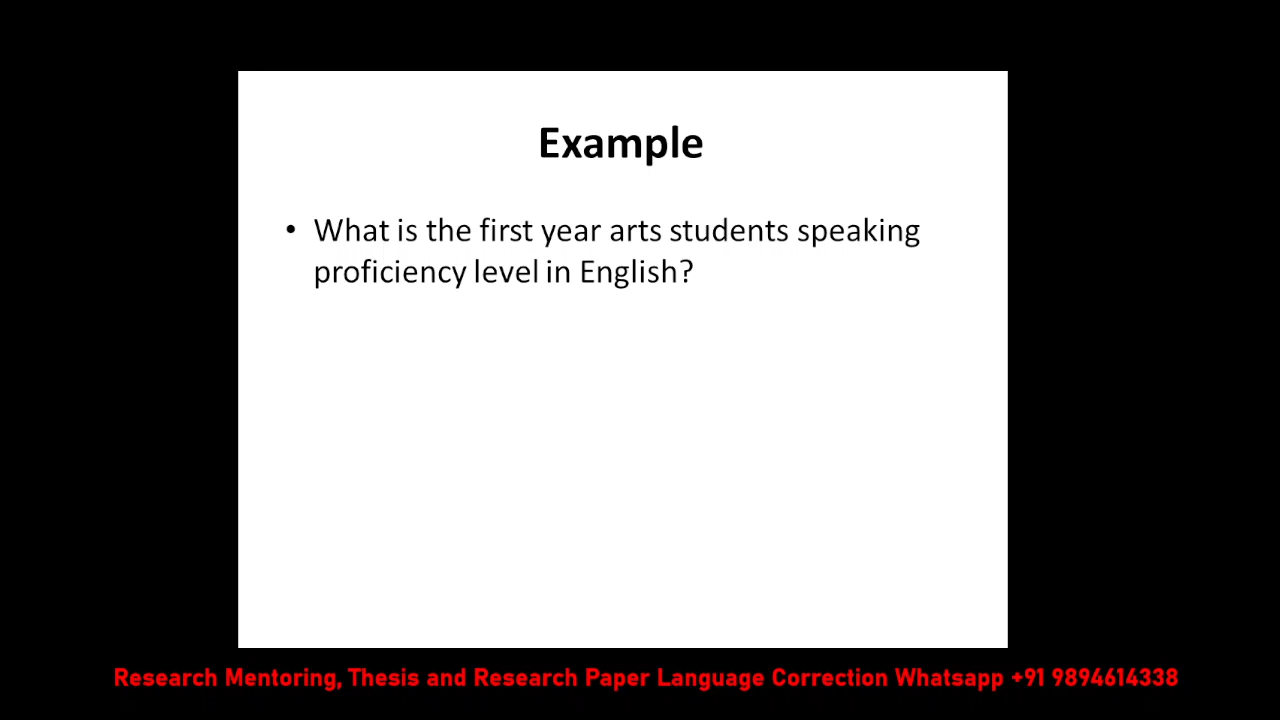 Example
• What is the first year arts students speaking
proficiency level in English?
Research Mentoring, Thesis and Research Paper Language Correction Whatsapp +91 9894614338